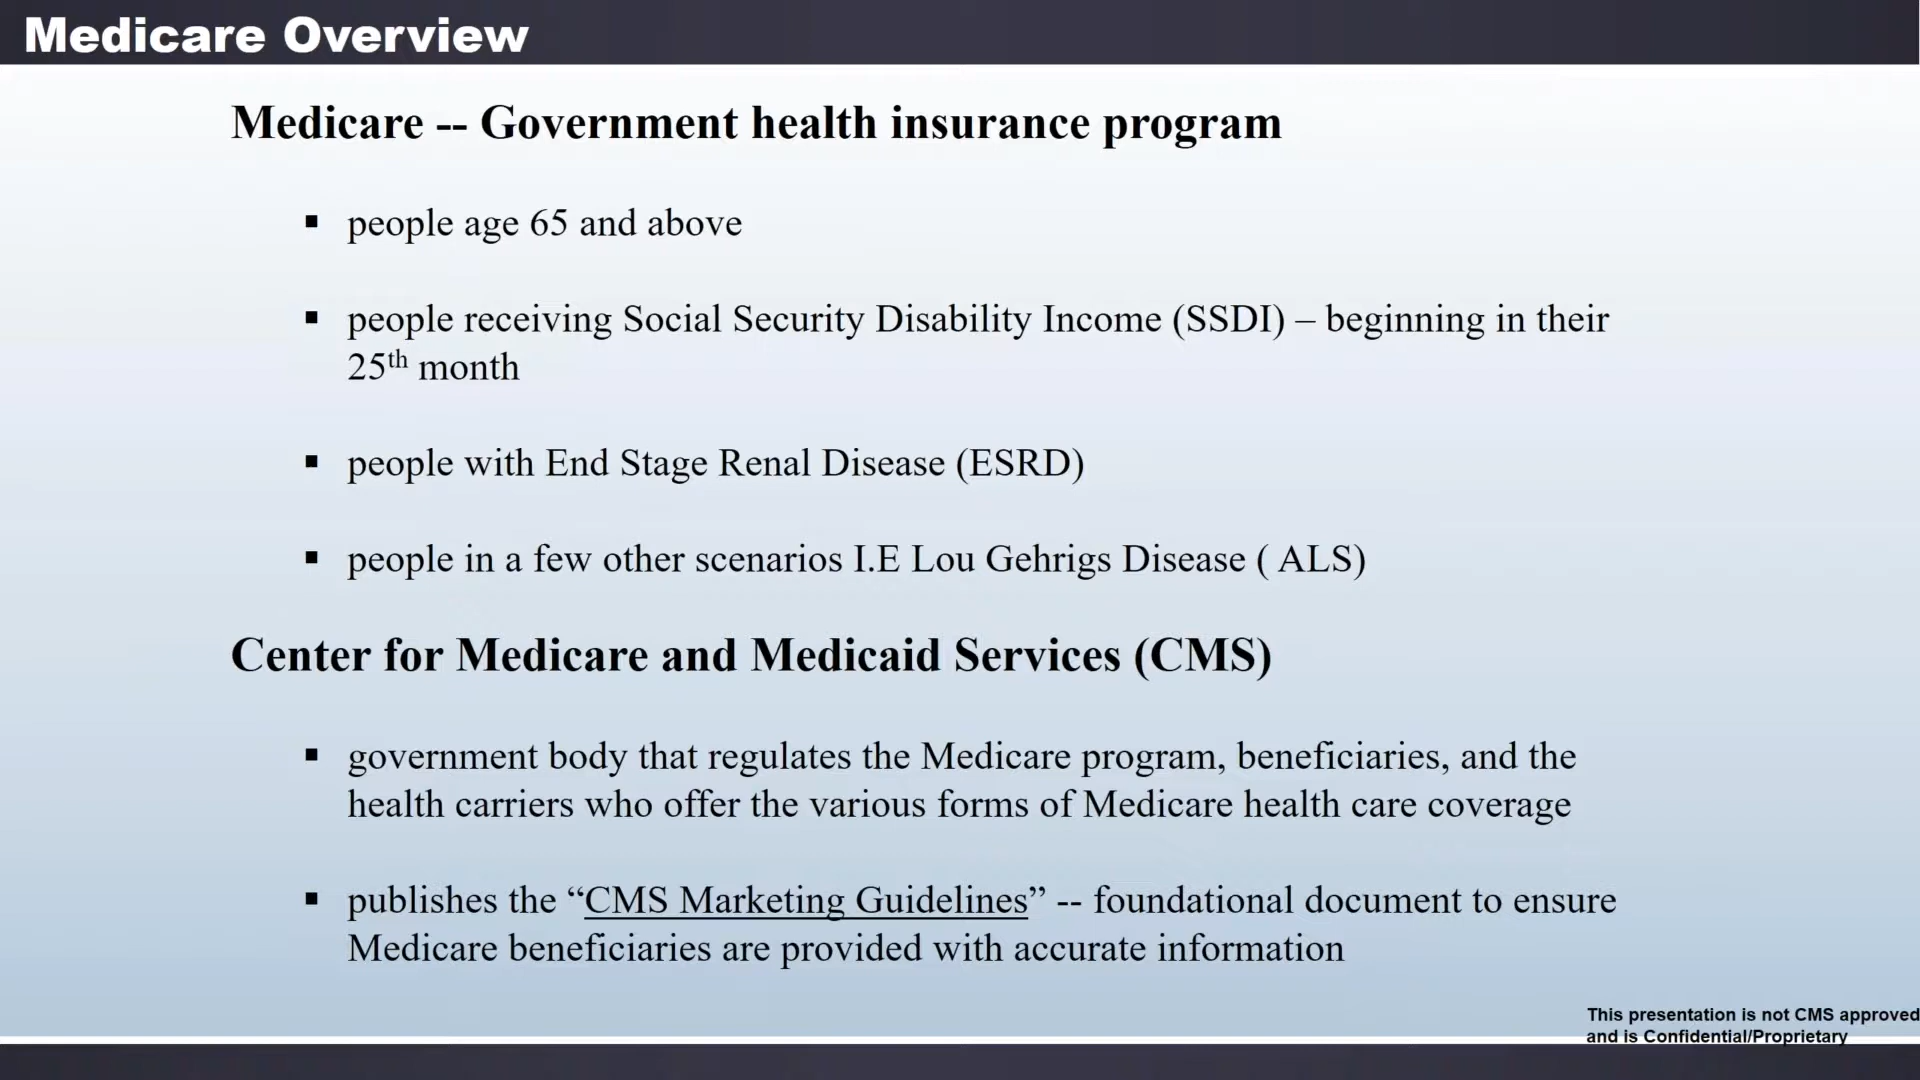 Medicare Overview
Medicare -- Government health insurance program
▪ people age 65 and above
▪ people receiving Social Security Disability Income (SSDI) – beginning in their
25th month
▪ people with End Stage Renal Disease (ESRD)
▪ people in a few other scenarios I.E Lou Gehrigs Disease ( ALS)
Center for Medicare and Medicaid Services (CMS)
▪ government body that regulates the Medicare program, beneficiaries, and the
health carriers who offer the various forms of Medicare health care coverage
▪ publishes the “CMS Marketing Guidelines” -- foundational document to ensure
Medicare beneficiaries are provided with accurate information
This presentation is not CMS approved
and is Confidential/Proprietary